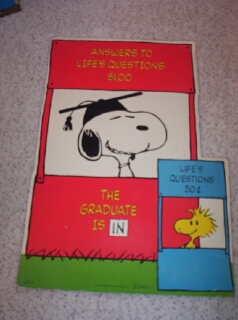 ANSWERS TO
LIFE'S QUESTIONS
$1.00
THE
GRADUATE
IS IN
LIFE'S
QUESTIONS
50¢